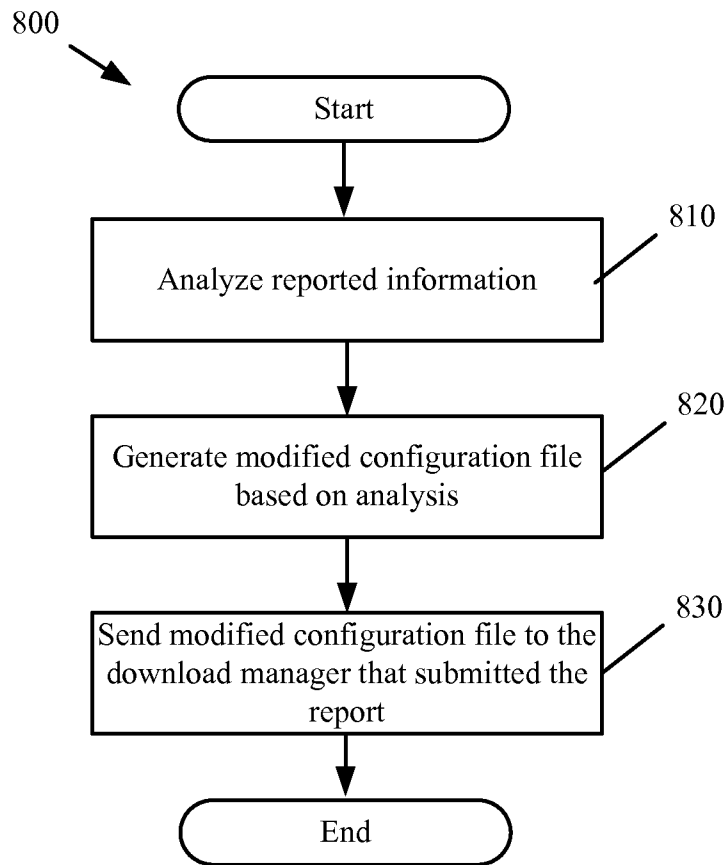 800
Start
810
Analyze reported information
820
Generate modified configuration file
based on analysis
830
Send modified configuration file to the
download manager that submitted the
report
End